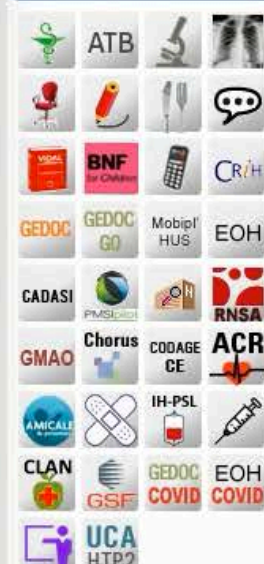 ATB
VIDAL
BNF
for Children
CRiH
GEDOC
GEDOC
GO
Mobipl'
HUS
EOH
CADASI
PMSIpilot
RNSA
GMAO
Chorus
CODAGE
CE
ACR
AMICALE
IH-PSL
CLAN
GSF
GEDOC
COVID
EOH
COVID
UCA
HTP2